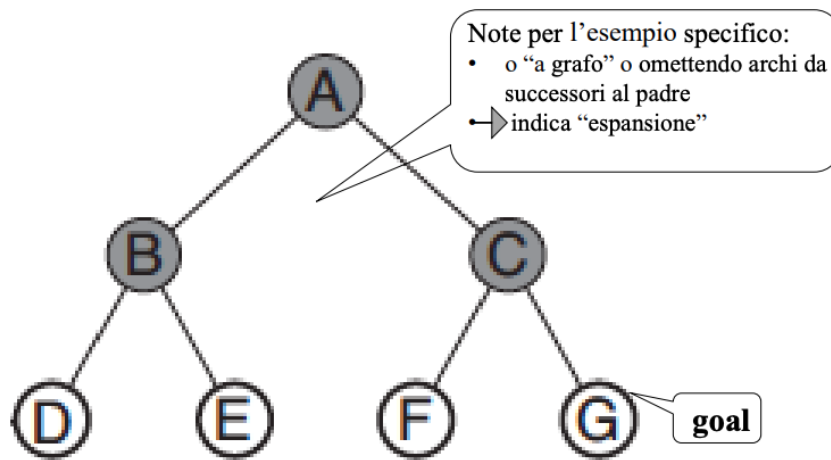 Note per l'esempio specifico:
• o “a grafo” o omettendo archi da
successori al padre
• indica “espansione”
A
B
C
D
E
F
G
goal